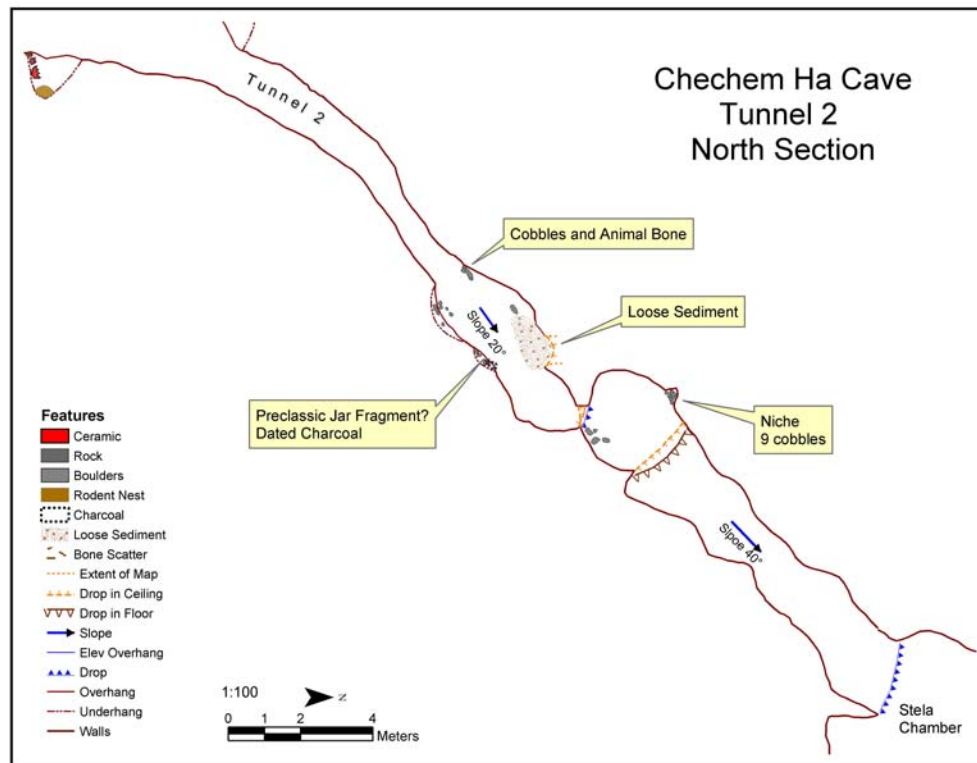 Chechem Ha Cave
Tunnel 2
North Section
Tunnel 2
Cobbles and Animal Bone
Loose Sediment
Slope 20°
Preclassic Jar Fragment?
Dated Charcoal
Niche
9 cobbles
Slpoe 40°
Stela
Chamber
Features
Ceramic
Rock
Boulders
Rodent Nest
Charcoal
Loose Sediment
Bone Scatter
Extent of Map
Drop in Ceiling
Drop in Floor
Slope
Elev Overhang
Drop
Overhang
Underhang
Walls
1:100
N
0 1 2 4
Meters